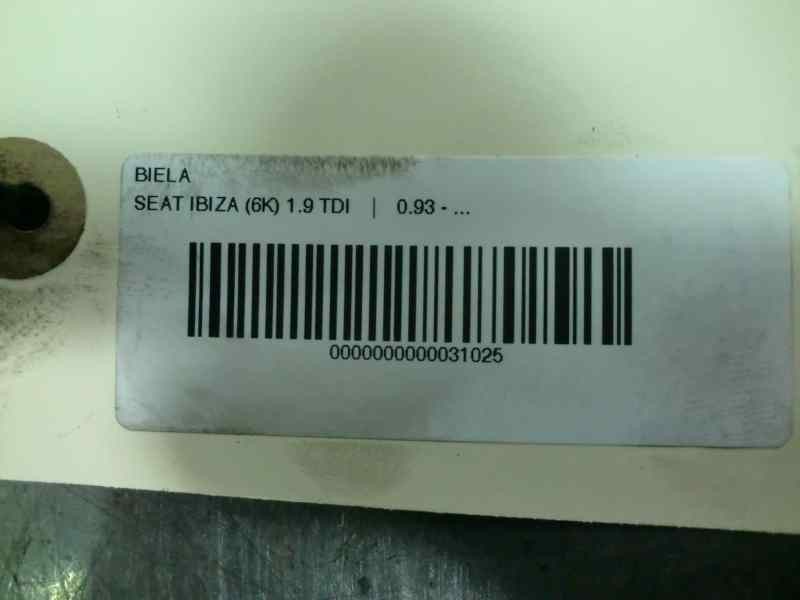 BIELA
SEAT IBIZA (6K) 1.9 TDI | 0.93 - ...
0000000000031025